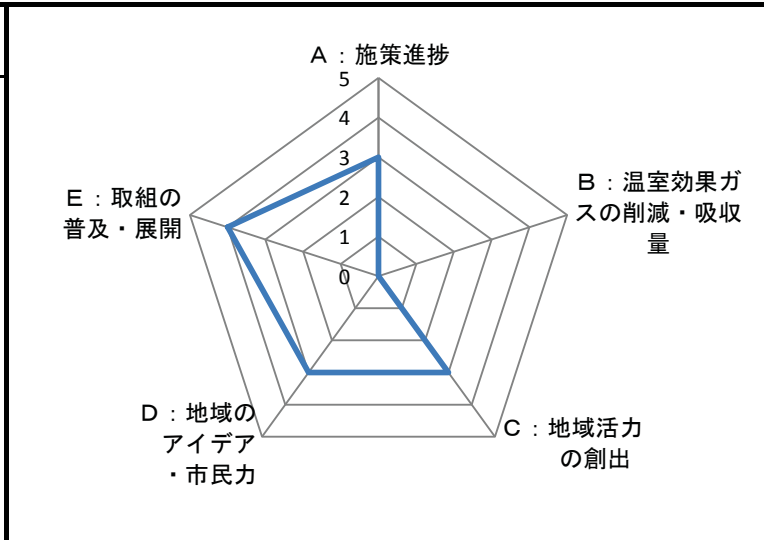 A：施策進捗
5
4
3
2
1
0
B：温室効果ガ
スの削減・吸収
量
C：地域活力
の創出
D：地域の
アイデア
・市民力
E：取組の
普及・展開